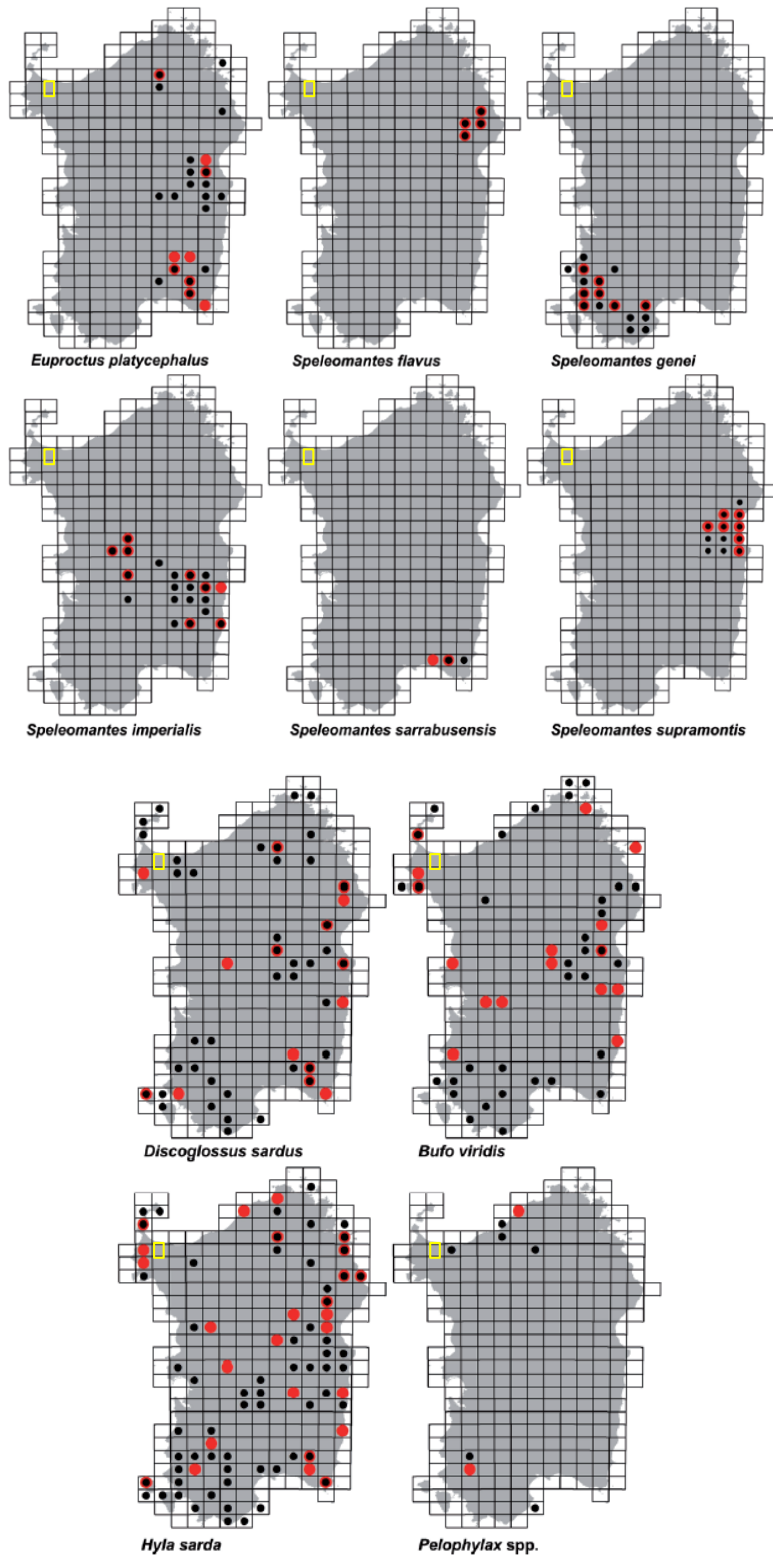 Euproctus platycephalus
Speleomantes flavus
Speleomantes genei
Speleomantes imperialis
Speleomantes sarrabusensis
Speleomantes supramontis
Discoglossus sardus
Bufo viridis
Hyla sarda
Pelophylax spp.